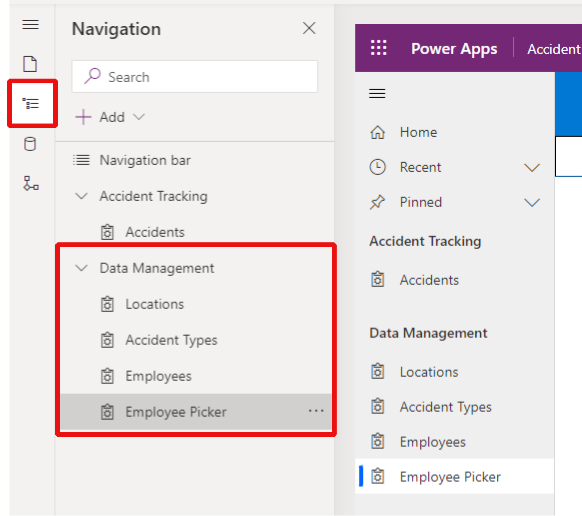 Navigation
Search
Add
Navigation bar
Accident Tracking
Accidents
Data Management
Locations
Accident Types
Employees
Employee Picker
Power Apps
Accident
Home
Recent
Pinned
Accident Tracking
Accidents
Data Management
Locations
Accident Types
Employees
Employee Picker